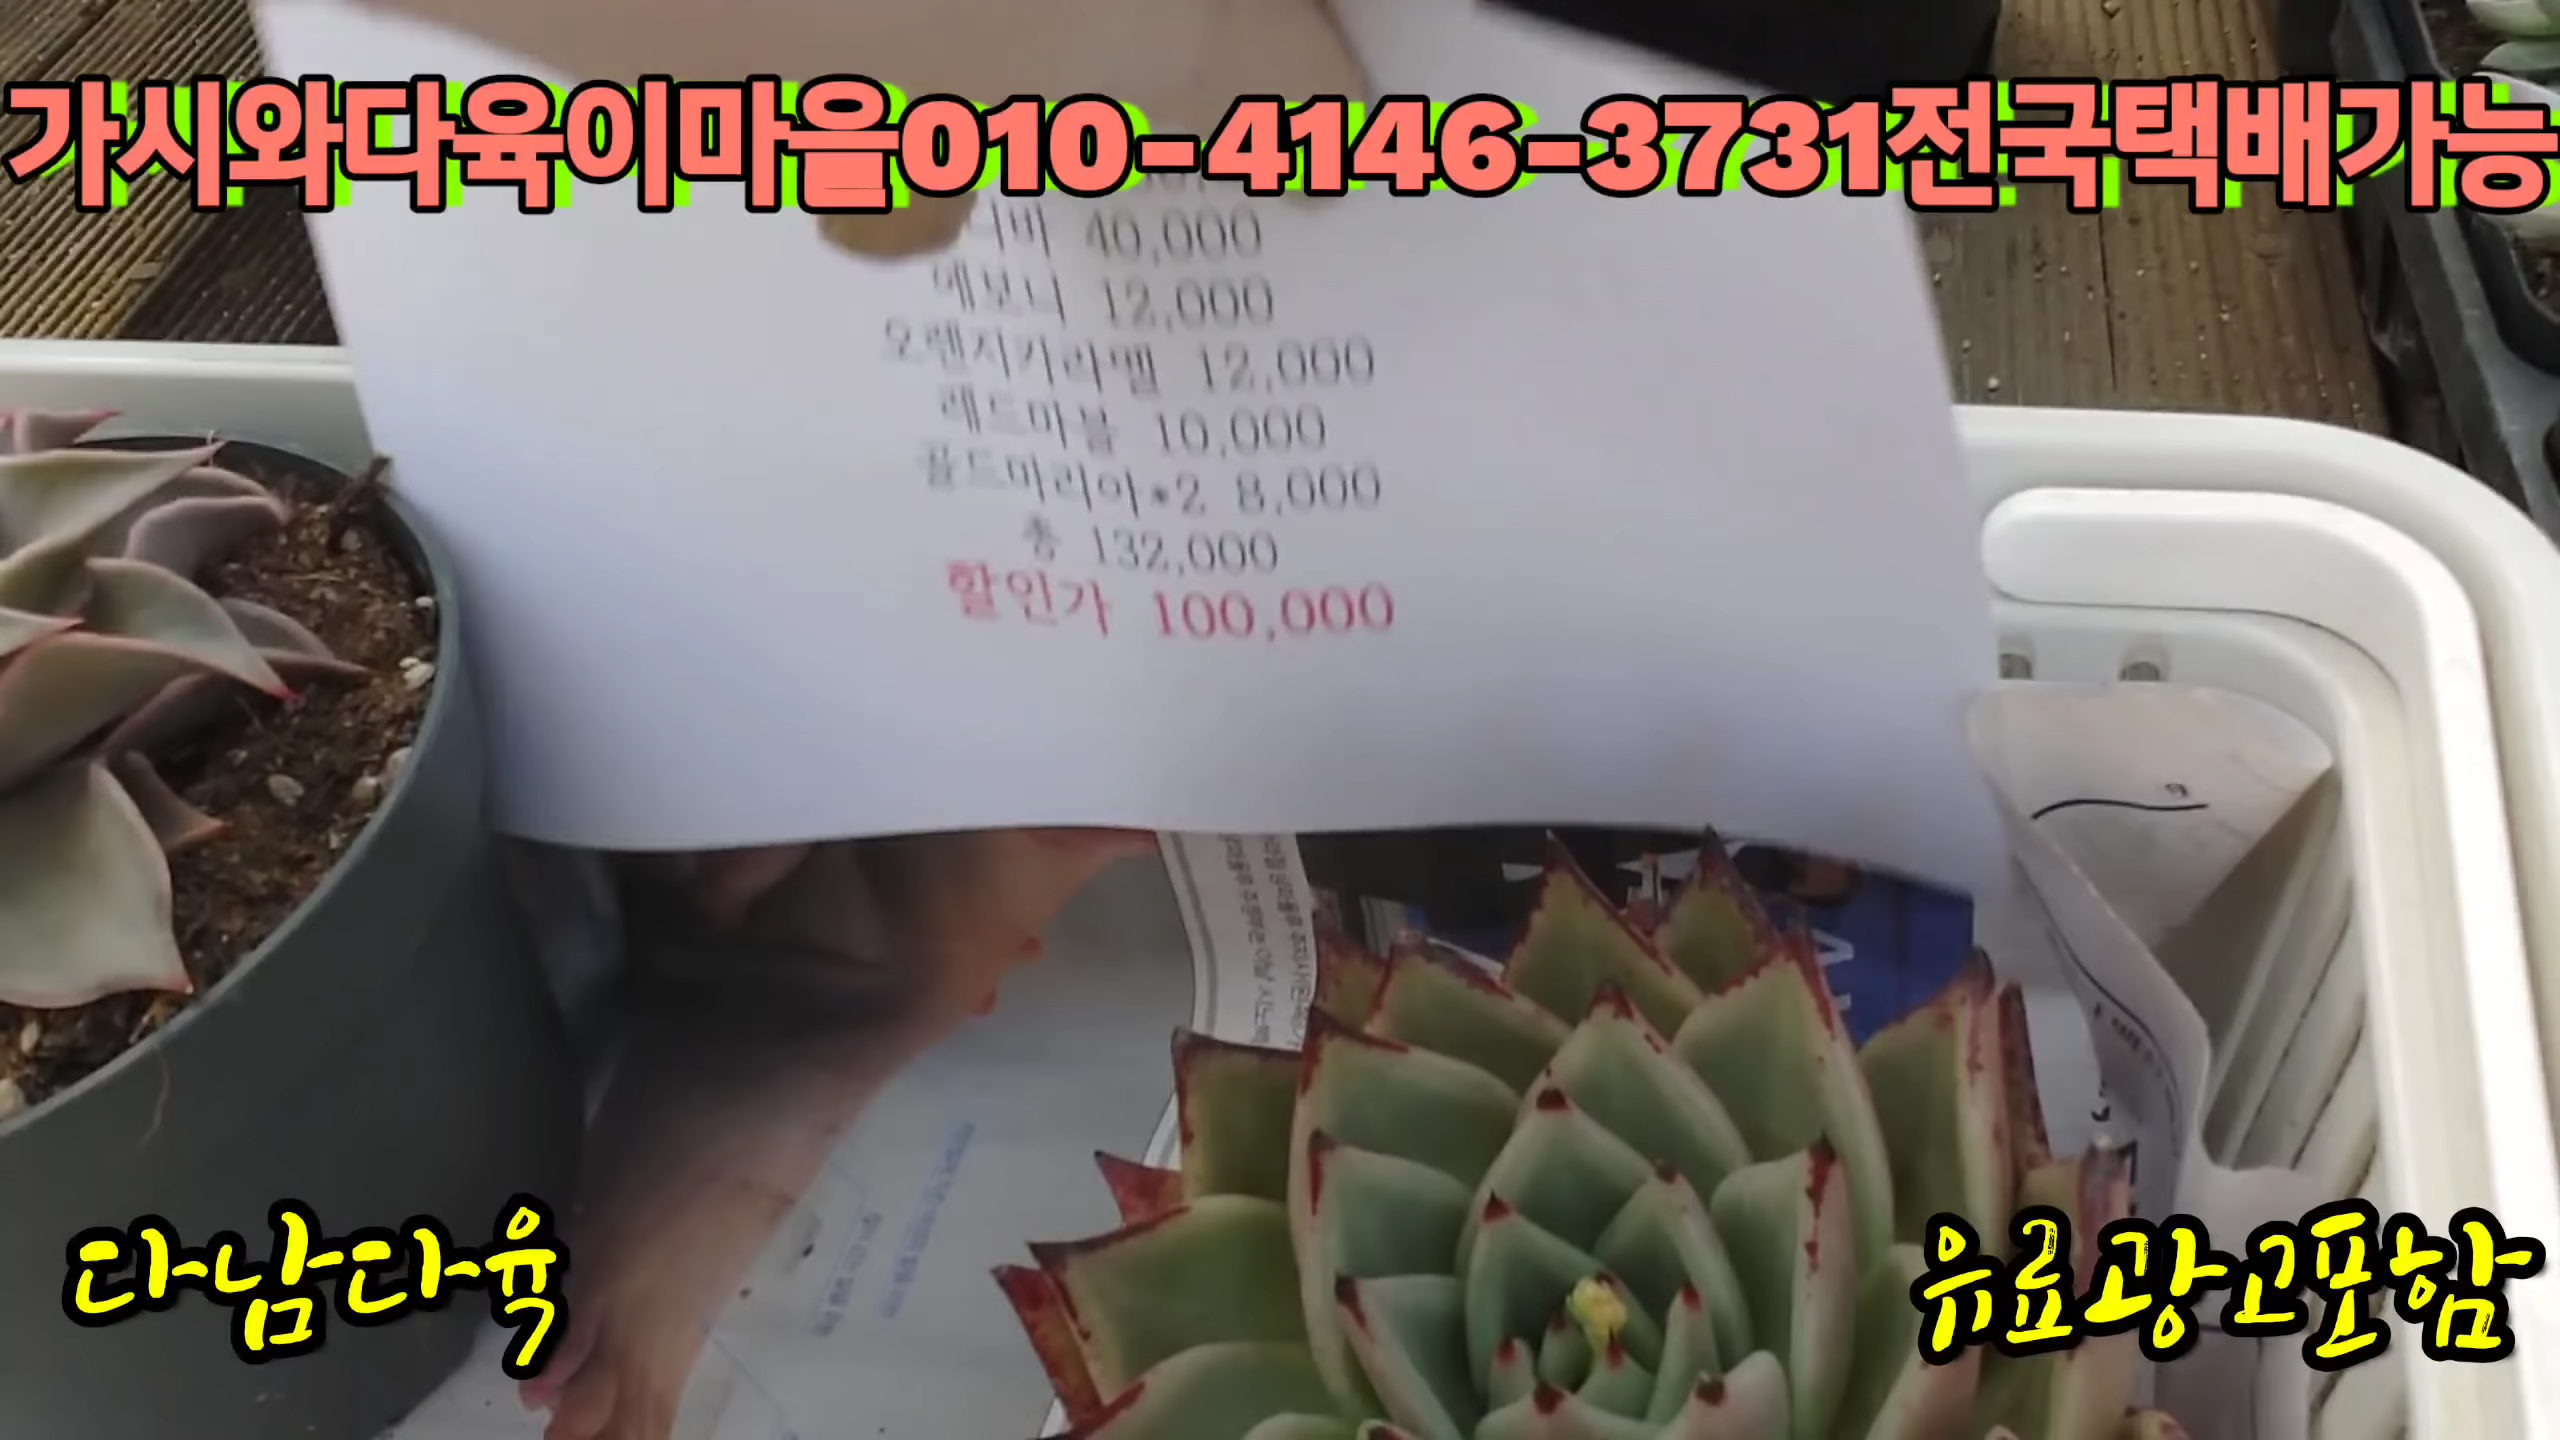 가시와다육이마을010-4146-3731전국택배가능
40,000
에보니 12,000
오렌지카라멜 12,000
레드마블 10,000
골드마리아*2 8,000
총 132,000
할인가 100,000
다남다육
유료광고포함